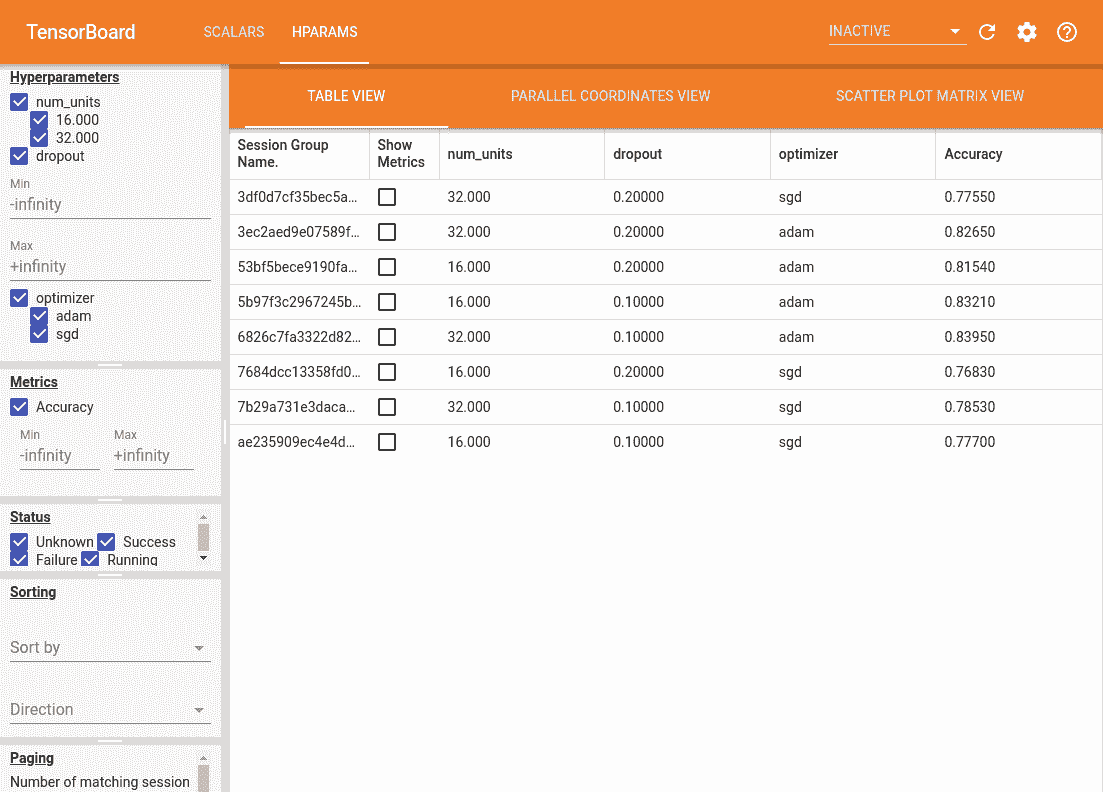 TensorBoard SCALARS HPARAMS INACTIVE
Hyperparameters
num_units
16.000
32.000
dropout
Min
-infinity
Max
+infinity
optimizer
adam
sgd
Metrics
Accuracy
Min Max
-infinity +infinity
Status
Unknown Success
Failure Running
Sorting
Sort by
Direction
Paging
Number of matching session
TABLE VIEW PARALLEL COORDINATES VIEW SCATTER PLOT MATRIX VIEW
Session Group Name. Show Metrics num_units dropout optimizer Accuracy
3df0d7cf35bec5a... 32.000 0.20000 sgd 0.77550
3ec2aed9e07589f... 32.000 0.20000 adam 0.82650
53bf5bece9190fa... 16.000 0.20000 adam 0.81540
5b97f3c2967245b... 16.000 0.10000 adam 0.83210
6826c7fa3322d82... 32.000 0.10000 adam 0.83950
7684dcc13358fd0... 16.000 0.20000 sgd 0.76830
7b29a731e3daca... 32.000 0.10000 sgd 0.78530
ae235909ec4e4d... 16.000 0.10000 sgd 0.77700